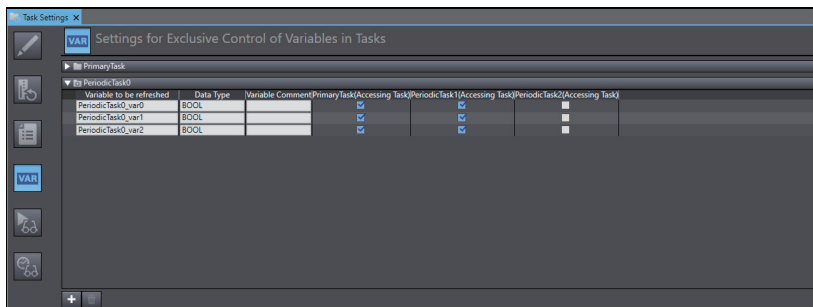 Task Settings X
VAR Settings for Exclusive Control of Variables in Tasks
PrimaryTask
PeriodicTask0
Variable to be refreshed Data Type Variable Comment PrimaryTask(Accessing Task) PeriodicTask1(Accessing Task) PeriodicTask2(Accessing Task)
PeriodicTask0_var0 BOOL
PeriodicTask0_var1 BOOL
PeriodicTask0_var2 BOOL
VAR